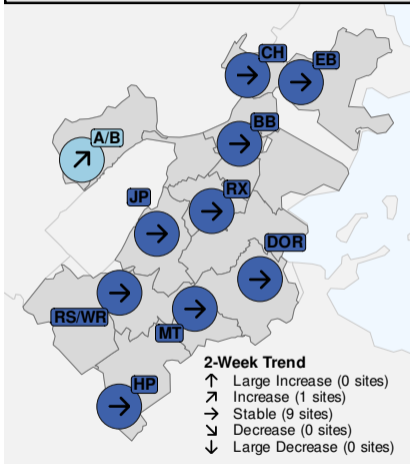 CH
EB
BB
A/B
RX
JP
DOR
RS/WR
MT
HP
2-Week Trend
↑ Large Increase (0 sites)
↗ Increase (1 sites)
→ Stable (9 sites)
↘ Decrease (0 sites)
↓ Large Decrease (0 sites)